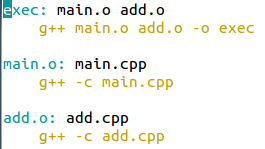 exec: main.o add.o
    g++ main.o add.o -o exec
main.o: main.cpp
    g++ -c main.cpp
add.o: add.cpp
    g++ -c add.cpp